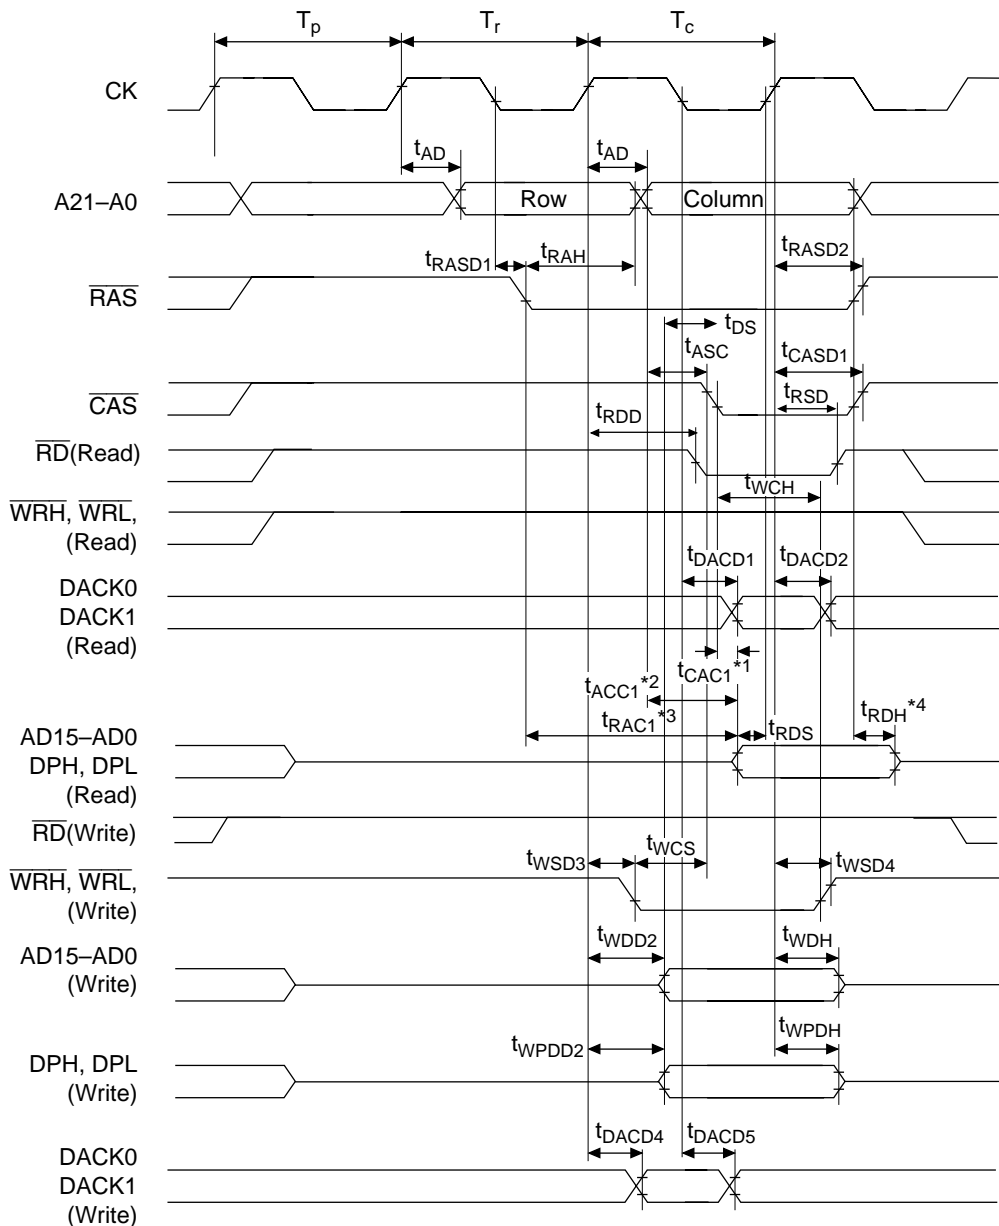 Tp Tr Tc
CK
tAD tAD
A21–A0 Row Column
tRASD1 tRAH tRASD2
RAS
tDS
tASC tCASD1
CAS tRSD
tRDD
RD(Read)
tWCH
WRH, WRL,
(Read)
tDACD1 tDACD2
DACK0
DACK1
(Read)
tCAC1*1
tACC1*2
tRAC1*3 tRDH*4
tRDS
AD15–AD0
DPH, DPL
(Read)
RD(Write)
tWSD3 tWCS tWSD4
WRH, WRL,
(Write)
tWDD2 tWDH
AD15–AD0
(Write)
tWPDD2 tWPDH
DPH, DPL
(Write)
tDACD4 tDACD5
DACK0
DACK1
(Write)